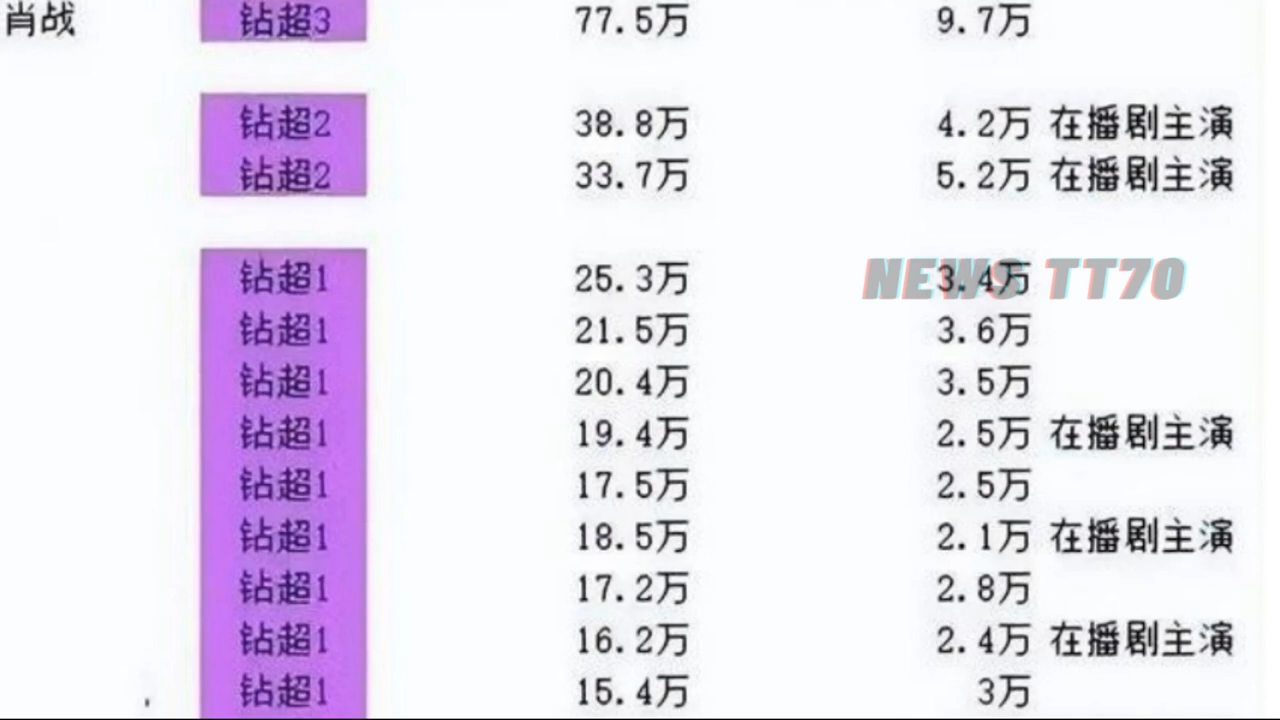 肖战 钻超3 77.5万 9.7万
钻超2 38.8万 4.2万 在播剧主演
钻超2 33.7万 5.2万 在播剧主演
钻超1 25.3万 3.4万
NEWS TT70
钻超1 21.5万 3.6万
钻超1 20.4万 3.5万
钻超1 19.4万 2.5万 在播剧主演
钻超1 17.5万 2.5万
钻超1 18.5万 2.1万 在播剧主演
钻超1 17.2万 2.8万
钻超1 16.2万 2.4万 在播剧主演
钻超1 15.4万 3万